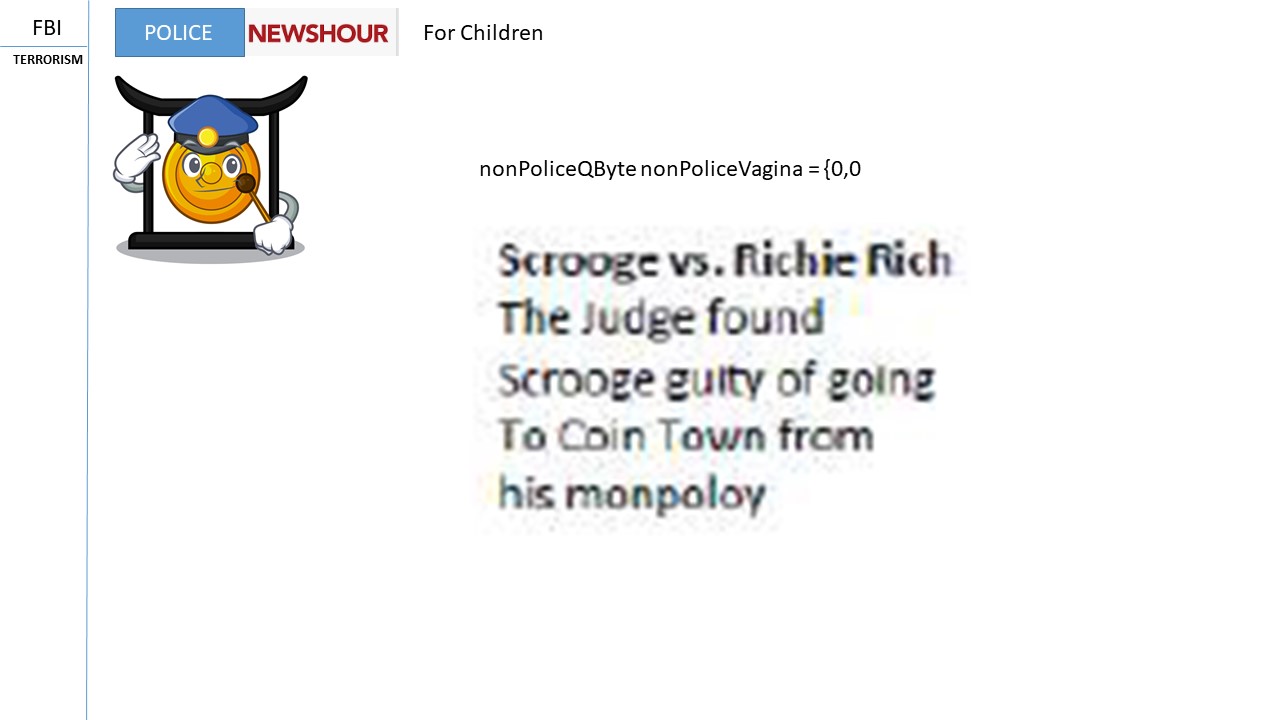 FBI
TERRORISM
POLICE NEWSHOUR For Children
nonPoliceQByte nonPoliceVagina = {0,0
Scrooge vs. Richie Rich
The Judge found
Scrooge guilty of going
To Coin Town from
his monpoloy